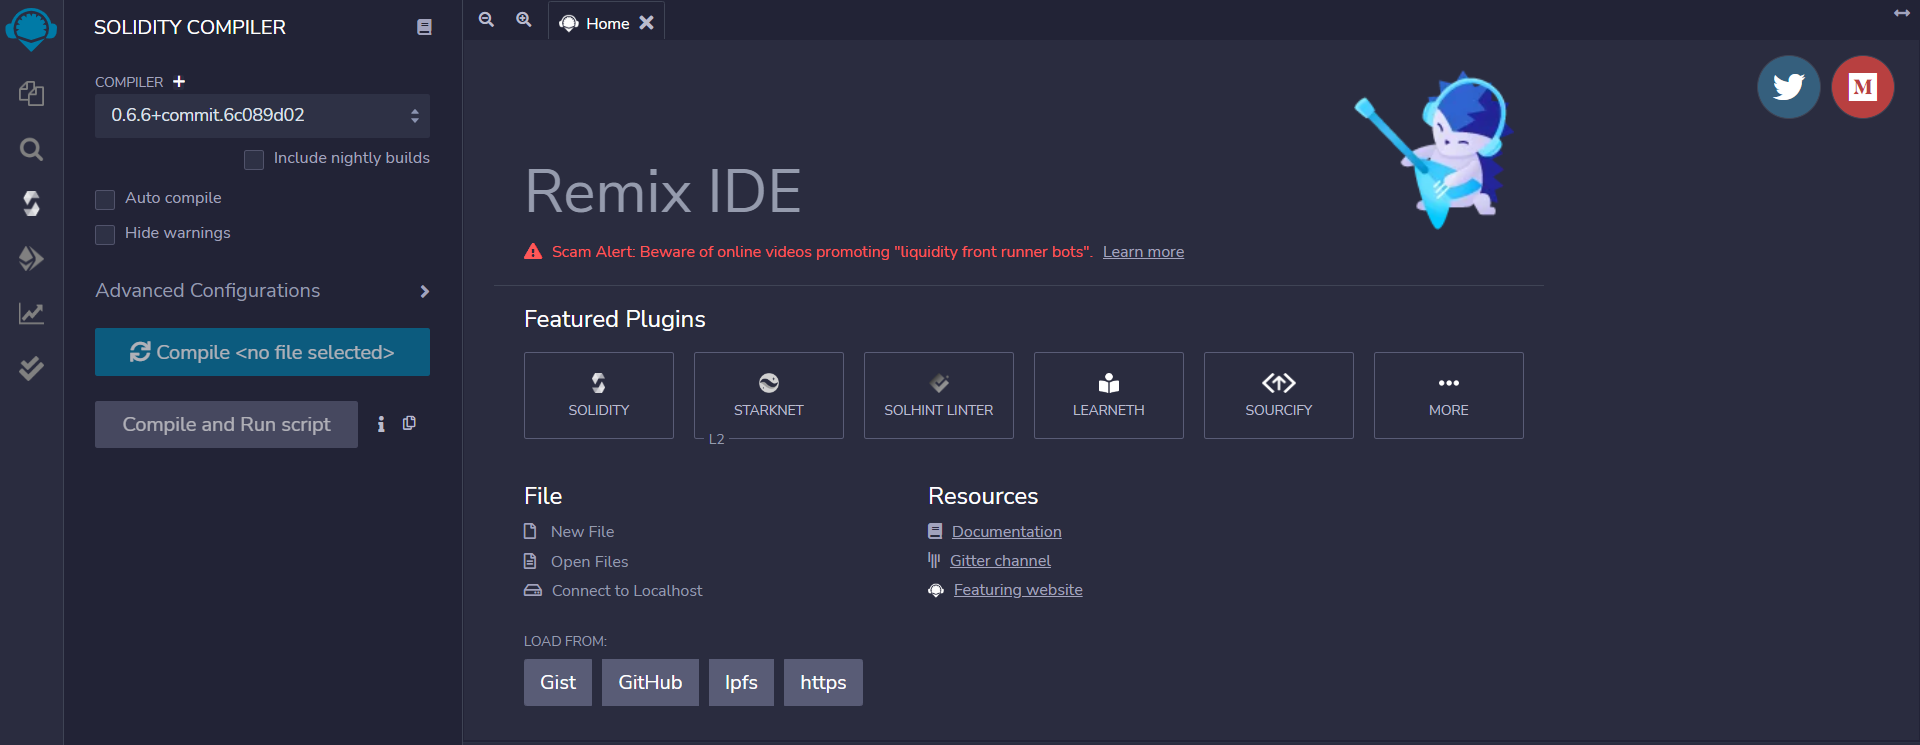 SOLIDITY COMPILER
COMPILER
0.6.6+commit.6c089d02
Include nightly builds
Auto compile
Hide warnings
Advanced Configurations
Compile <no file selected>
Compile and Run script
Home
Remix IDE
Scam Alert: Beware of online videos promoting "liquidity front runner bots". Learn more
Featured Plugins
SOLIDITY
STARKNET
L2
SOLHINT LINTER
LEARNETH
SOURCIFY
MORE
File
New File
Open Files
Connect to Localhost
Resources
Documentation
Gitter channel
Featuring website
LOAD FROM:
Gist GitHub Ipfs https
M